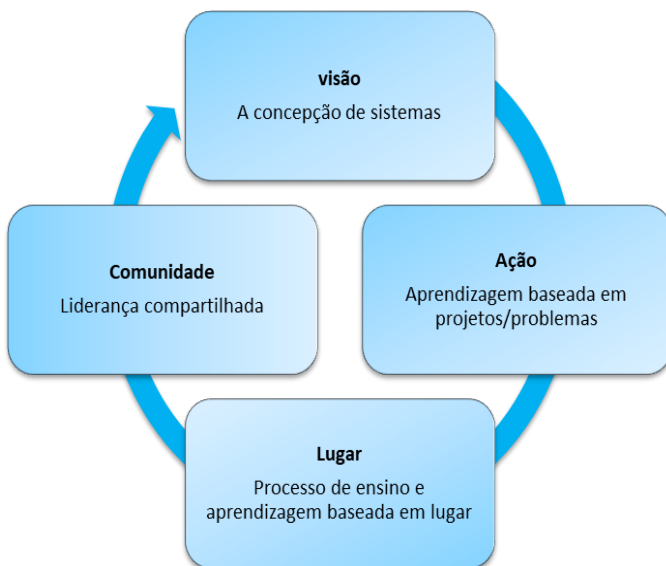 visão
A concepção de sistemas
Comunidade
Liderança compartilhada
Ação
Aprendizagem baseada em
projetos/problemas
Lugar
Processo de ensino e
aprendizagem baseada em lugar